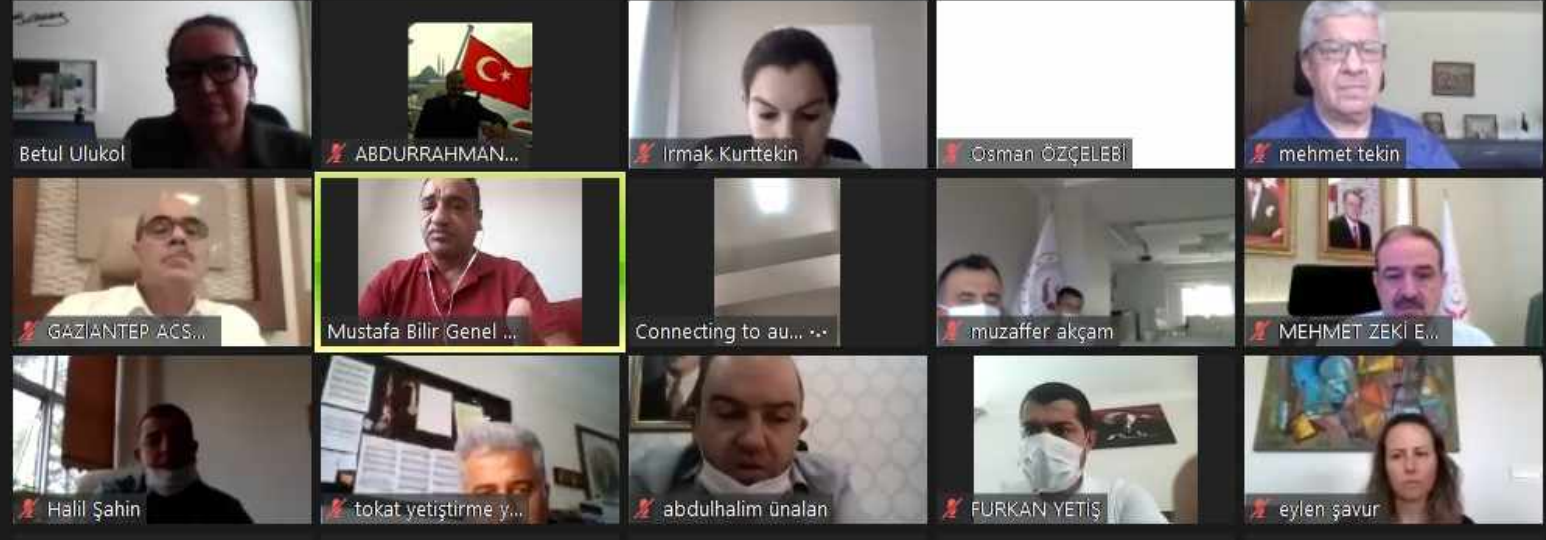 Betul Ulukol
ABDURRAHMAN...
Irmak Kurttekin
Osman ÖZÇELEBİ
mehmet tekin
GAZİANTEP ACS...
Mustafa Bilir Genel ...
Connecting to au...
muzaffer akçam
MEHMET ZEKİ E...
Halil Şahin
tokat yetiştirme y...
abdulhalim ünalan
FURKAN YETİŞ
eylen şavur